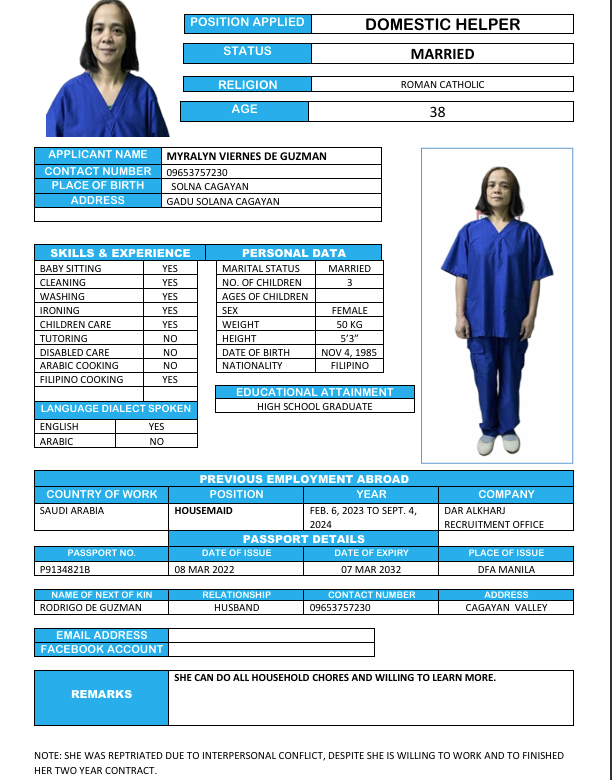 POSITION APPLIED DOMESTIC HELPER
STATUS MARRIED
RELIGION ROMAN CATHOLIC
AGE 38
APPLICANT NAME MYRALYN VIERNES DE GUZMAN
CONTACT NUMBER 09653757230
PLACE OF BIRTH SOLNA CAGAYAN
ADDRESS GADU SOLANA CAGAYAN
SKILLS & EXPERIENCE PERSONAL DATA
BABY SITTING YES MARITAL STATUS MARRIED
CLEANING YES NO. OF CHILDREN 3
WASHING YES AGES OF CHILDREN
IRONING YES SEX FEMALE
CHILDREN CARE YES WEIGHT 50 KG
TUTORING NO HEIGHT 5'3"
DISABLED CARE NO DATE OF BIRTH NOV 4, 1985
ARABIC COOKING NO NATIONALITY FILIPINO
FILIPINO COOKING YES
EDUCATIONAL ATTAINMENT
LANGUAGE DIALECT SPOKEN HIGH SCHOOL GRADUATE
ENGLISH YES
ARABIC NO
PREVIOUS EMPLOYMENT ABROAD
COUNTRY OF WORK POSITION YEAR COMPANY
SAUDI ARABIA HOUSEMAID FEB. 6, 2023 TO SEPT. 4, DAR ALKHARJ
2024 RECRUITMENT OFFICE
PASSPORT DETAILS
PASSPORT NO. DATE OF ISSUE DATE OF EXPIRY PLACE OF ISSUE
P9134821B 08 MAR 2022 07 MAR 2032 DFA MANILA
NAME OF NEXT OF KIN RELATIONSHIP CONTACT NUMBER ADDRESS
RODRIGO DE GUZMAN HUSBAND 09653757230 CAGAYAN VALLEY
EMAIL ADDRESS
FACEBOOK ACCOUNT
REMARKS SHE CAN DO ALL HOUSEHOLD CHORES AND WILLING TO LEARN MORE.
NOTE: SHE WAS REPTRIATED DUE TO INTERPERSONAL CONFLICT, DESPITE SHE IS WILLING TO WORK AND TO FINISHED
HER TWO YEAR CONTRACT.